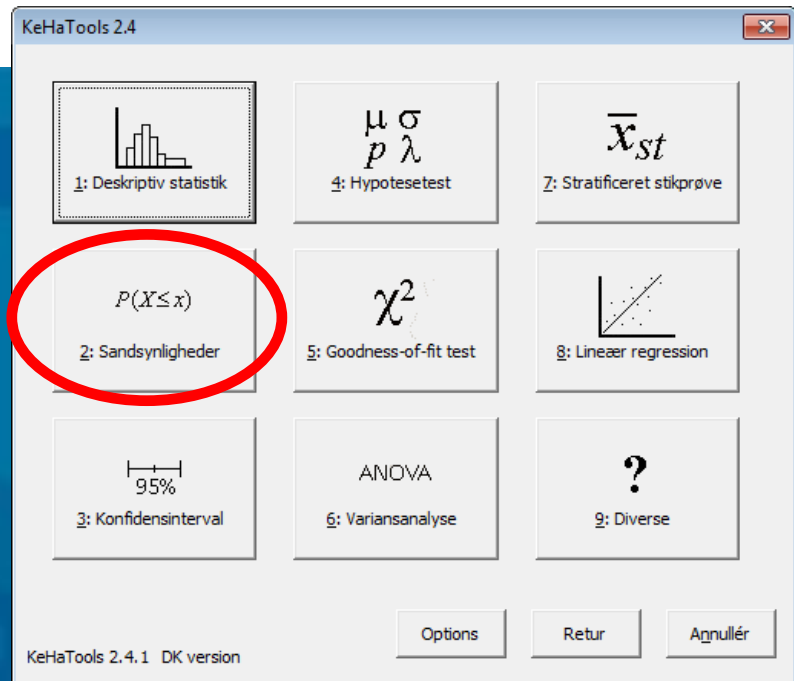 KeHaTools 2.4
1: Deskriptiv statistik
μ σ
p λ
4: Hypotesetest
x̅st
7: Stratificeret stikprøve
P(X≤x)
2: Sandsynligheder
χ²
5: Goodness-of-fit test
8: Lineær regression
95%
3: Konfidensinterval
ANOVA
6: Variansanalyse
?
9: Diverse
Options
Retur
Annullér
KeHaTools 2.4.1 DK version